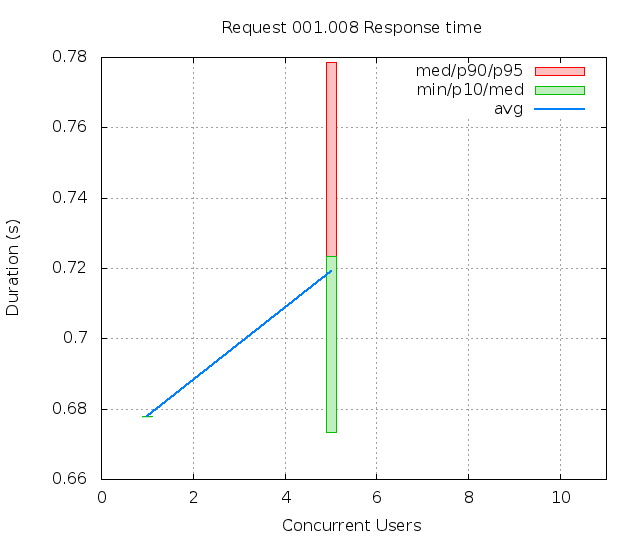 Request 001.008 Response time
med/p90/p95
min/p10/med
avg
Duration (s)
0.78
0.76
0.74
0.72
0.7
0.68
0.66
0 2 4 6 8 10
Concurrent Users